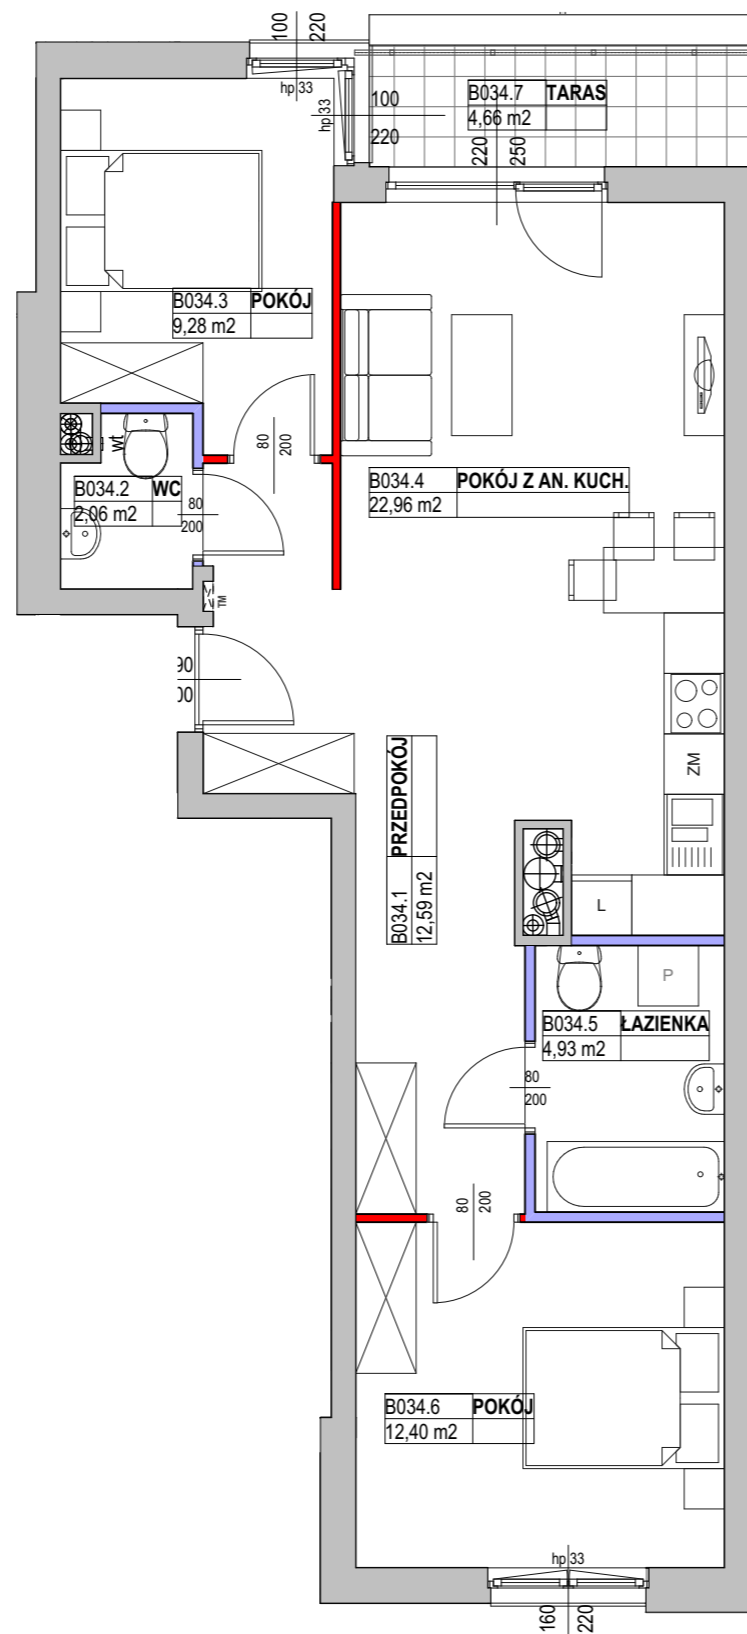 100
220
hp 33
hp 33
100
220
B034.7 TARAS
4,66 m2
220
250
B034.3 POKÓJ
9,28 m2
80
200
wt
B034.2 WC
2,06 m2
80
200
B034.4 POKÓJ Z AN. KUCH.
22,96 m2
TM
90
00
ZM
B034.1 PRZEDPOKÓJ
12,59 m2
L
P
B034.5 ŁAZIENKA
4,93 m2
80
200
80
200
B034.6 POKÓJ
12,40 m2
hp 33
160
220